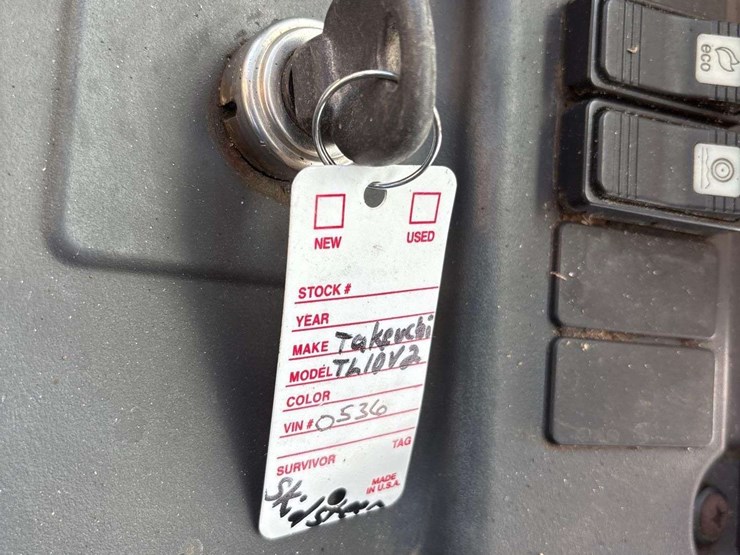 eco
NEW USED
STOCK #
YEAR
MAKE Takeuchi
MODEL TL10V2
COLOR
VIN # 0536
TAG
SURVIVOR
MADE
IN U.S.A.